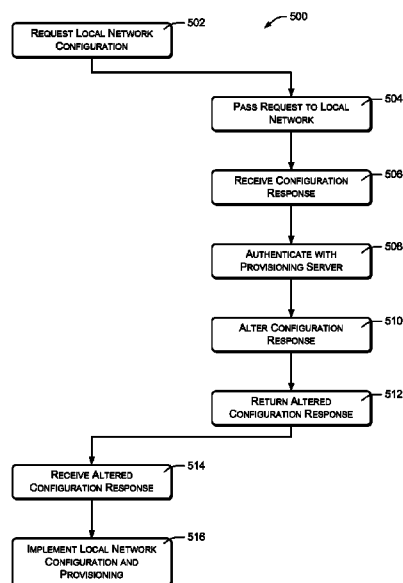 500
REQUEST LOCAL NETWORK
CONFIGURATION
502
PASS REQUEST TO LOCAL
NETWORK
504
RECEIVE CONFIGURATION
RESPONSE
506
AUTHENTICATE WITH
PROVISIONING SERVER
508
ALTER CONFIGURATION
RESPONSE
510
RETURN ALTERED
CONFIGURATION RESPONSE
512
RECEIVE ALTERED
CONFIGURATION RESPONSE
514
IMPLEMENT LOCAL NETWORK
CONFIGURATION AND
PROVISIONING
516